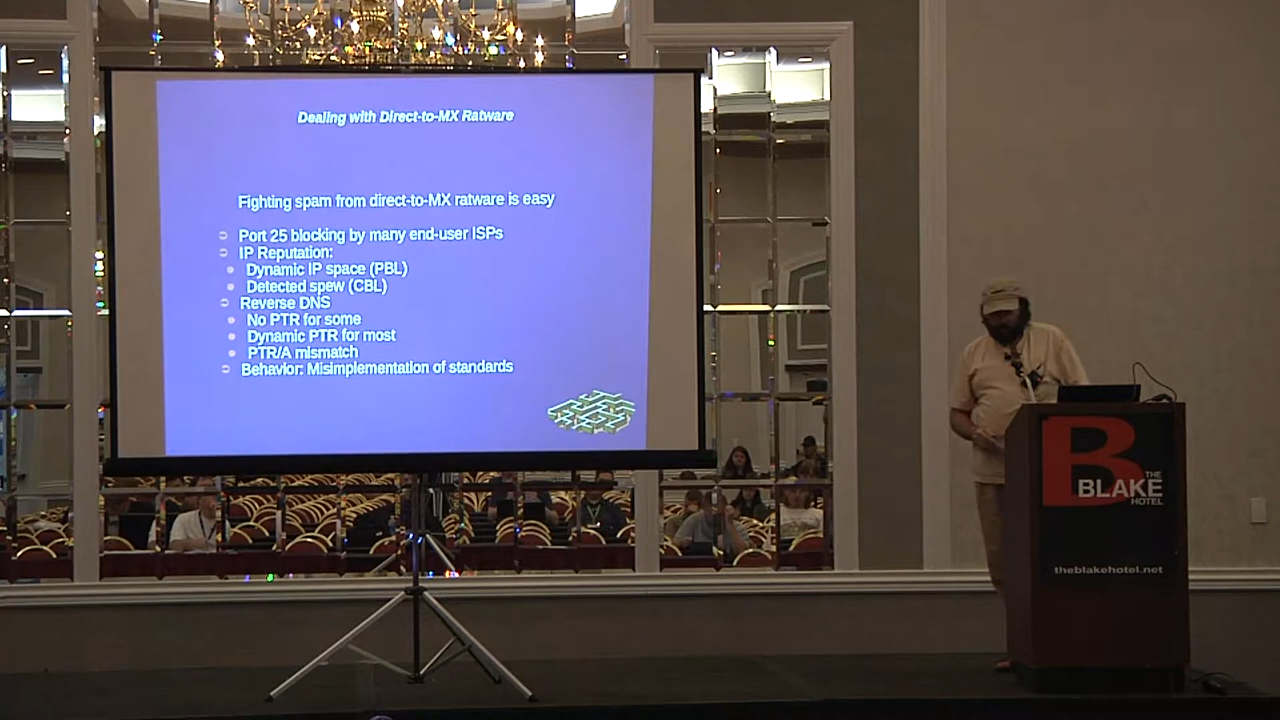 Dealing with Direct-to-MX Ratware
Fighting spam from direct-to-MX ratware is easy
Port 25 blocking by many end-user ISPs
IP Reputation:
Dynamic IP space (PBL)
Detected spew (CBL)
Reverse DNS
No PTR for some
Dynamic PTR for most
PTR/A mismatch
Behavior: Misimplementation of standards
B THE
BLAKE
HOTEL
theblakehotel.net